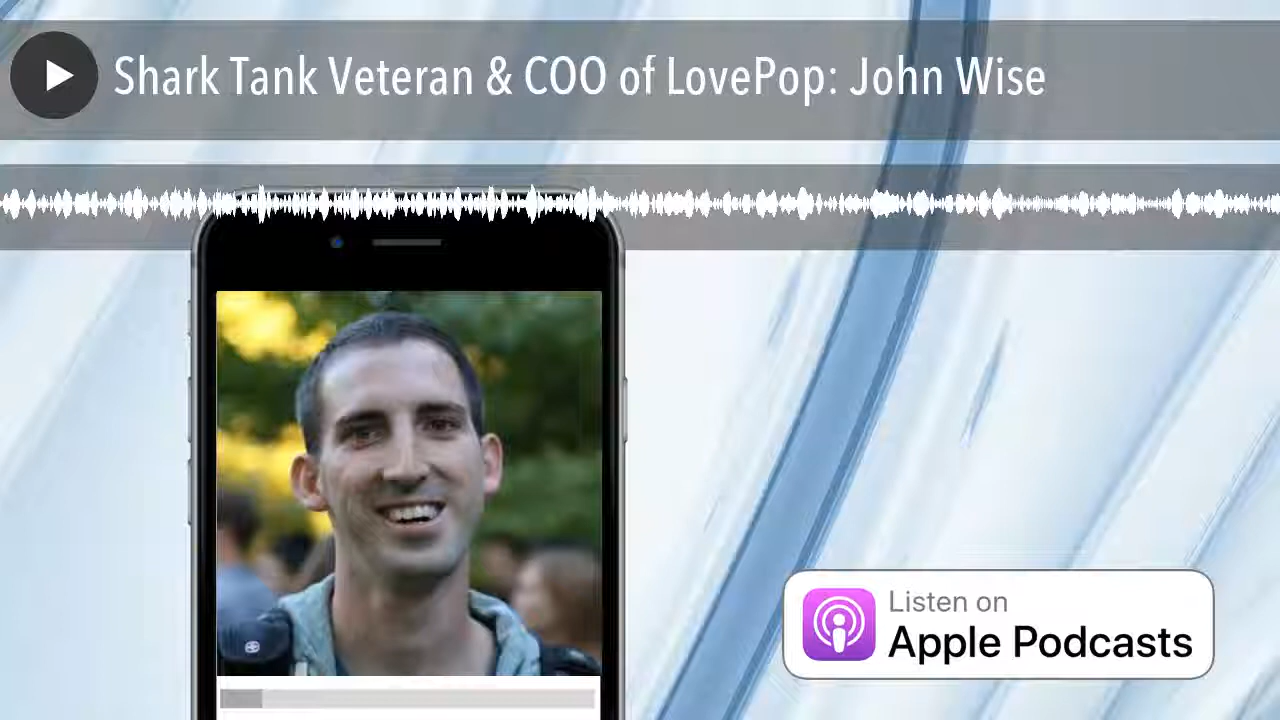 Shark Tank Veteran & COO of LovePop: John Wise
Listen on
Apple Podcasts